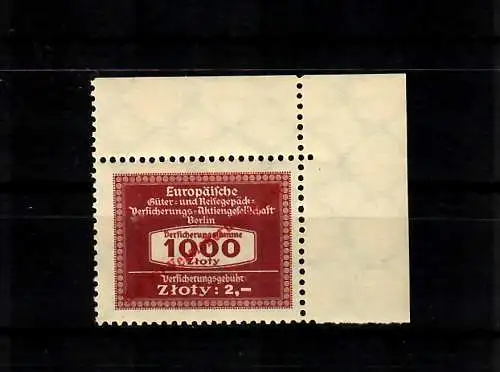 Europäische
Güter- und Reisegepäck-
Versicherungs-Aktiengesellschaft
Berlin
Versicherungssumme
1000
Złoty
Versicherungsgebühr
Złoty: 2,-